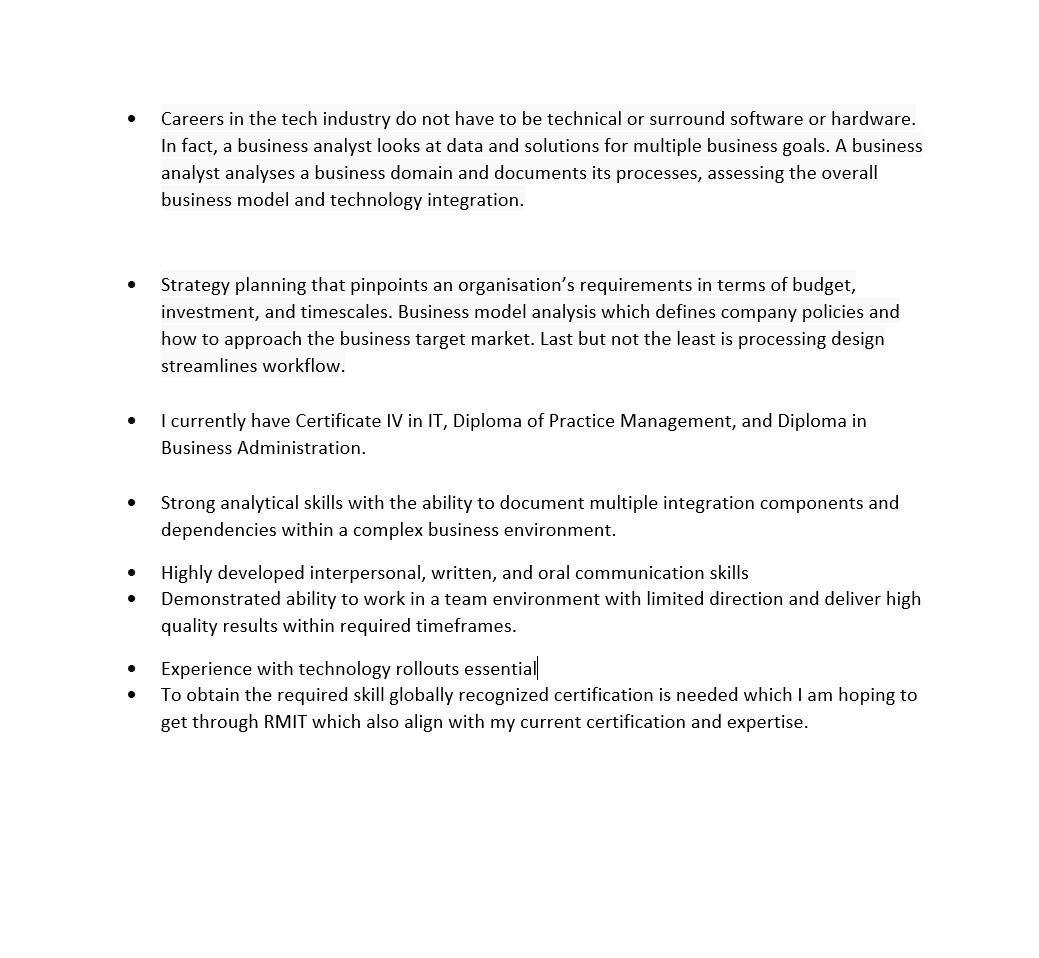 • Careers in the tech industry do not have to be technical or surround software or hardware.
In fact, a business analyst looks at data and solutions for multiple business goals. A business
analyst analyses a business domain and documents its processes, assessing the overall
business model and technology integration.
• Strategy planning that pinpoints an organisation’s requirements in terms of budget,
investment, and timescales. Business model analysis which defines company policies and
how to approach the business target market. Last but not the least is processing design
streamlines workflow.
• I currently have Certificate IV in IT, Diploma of Practice Management, and Diploma in
Business Administration.
• Strong analytical skills with the ability to document multiple integration components and
dependencies within a complex business environment.
• Highly developed interpersonal, written, and oral communication skills
• Demonstrated ability to work in a team environment with limited direction and deliver high
quality results within required timeframes.
• Experience with technology rollouts essential
• To obtain the required skill globally recognized certification is needed which I am hoping to
get through RMIT which also align with my current certification and expertise.